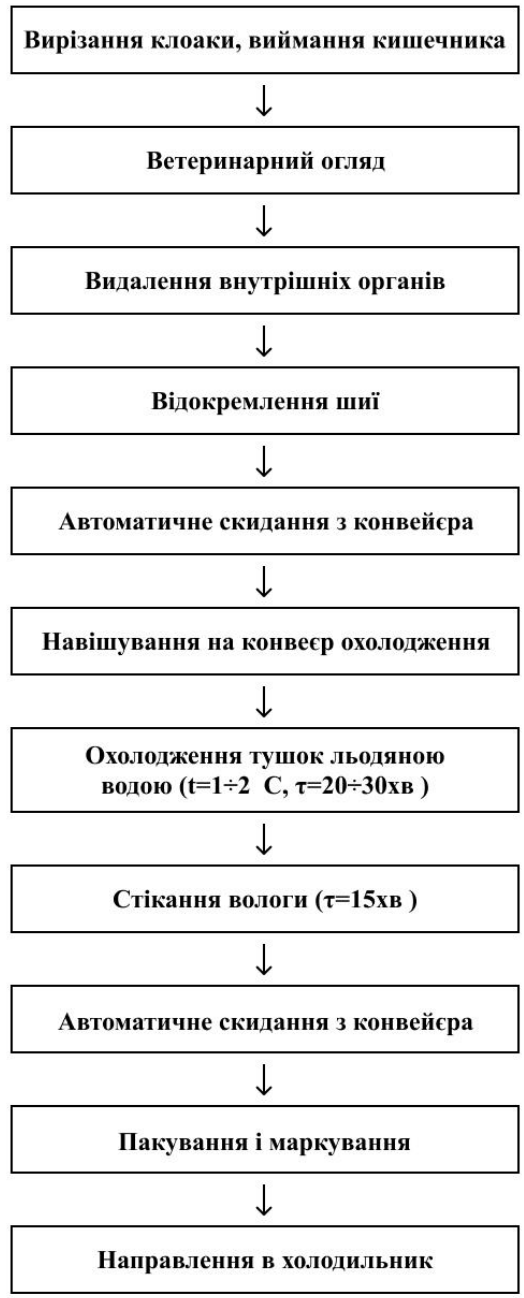 Вирізання клоаки, виймання кишечника
Ветеринарний огляд
Видалення внутрішніх органів
Відокремлення шиї
Автоматичне скидання з конвейєра
Навішування на конвеєр охолодження
Охолодження тушок льодяною
водою (t=1÷2 С, τ=20÷30хв )
Стікання вологи (τ=15хв )
Автоматичне скидання з конвейєра
Пакування і маркування
Направлення в холодильник